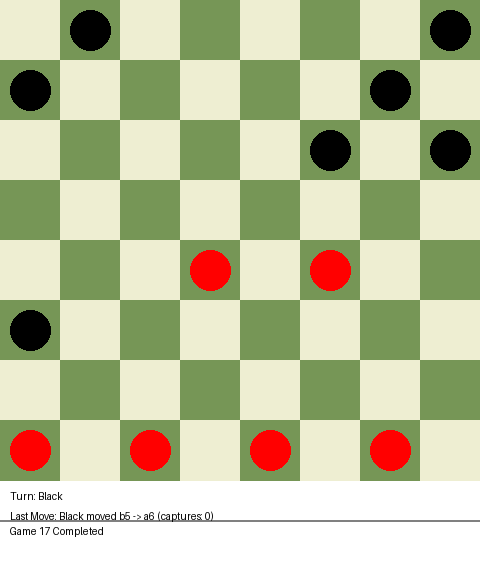 Turn: Black
Last Move: Black moved b5 -> a6 (captures: 0)
Game 17 Completed